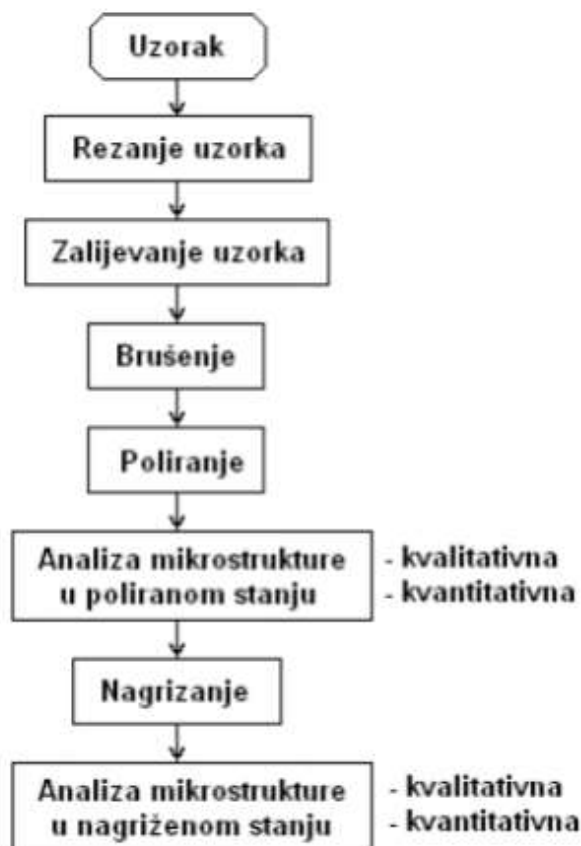 Uzorak
Rezanje uzorka
Zalijevanje uzorka
Brušenje
Poliranje
Analiza mikrostrukture
u poliranom stanju
- kvalitativna
- kvantitativna
Nagrizanje
Analiza mikrostrukture
u nagriženom stanju
- kvalitativna
- kvantitativna